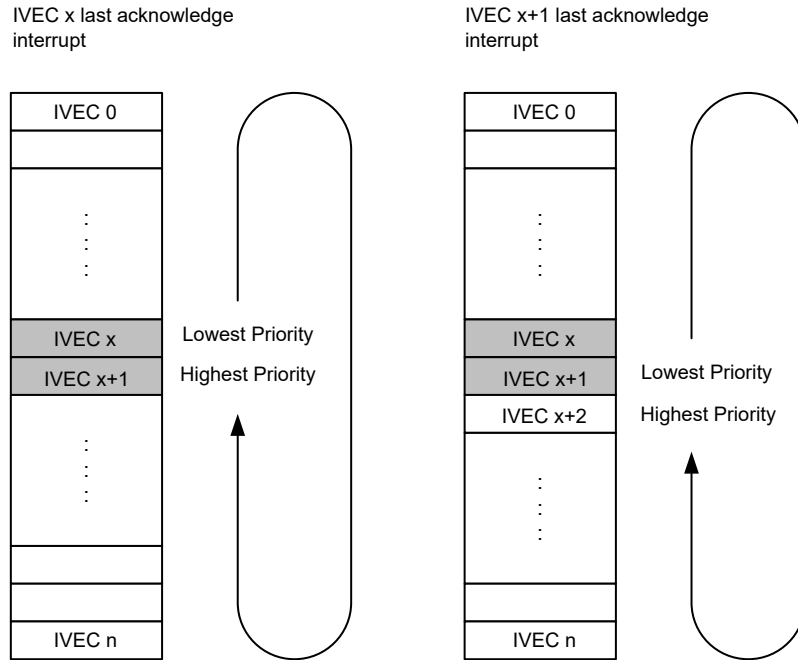 IVEC x last acknowledge
interrupt
IVEC 0
.
.
.
IVEC x
Lowest Priority
IVEC x+1
Highest Priority
.
.
.
IVEC n
IVEC x+1 last acknowledge
interrupt
IVEC 0
.
.
.
IVEC x
IVEC x+1
Lowest Priority
IVEC x+2
Highest Priority
.
.
.
IVEC n